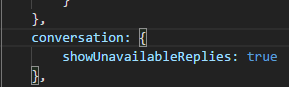 }
},
conversation: {
showUnavailableReplies: true
},